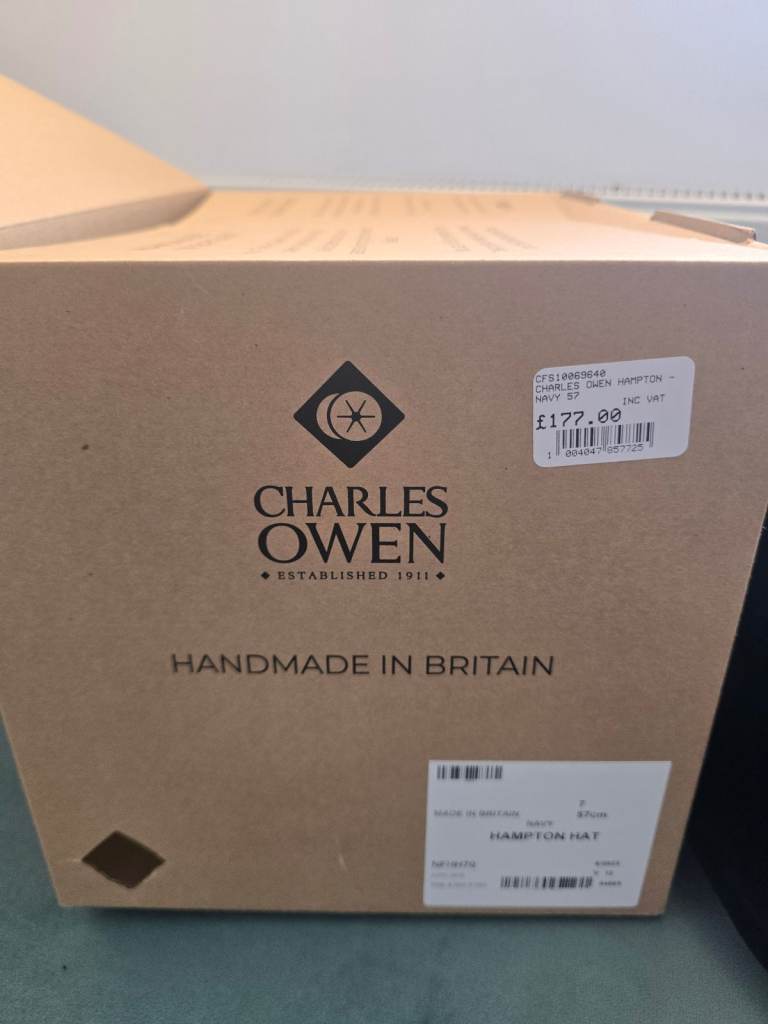 CFS10069640
CHARLES OWEN HAMPTON -
NAVY 57
INC VAT
£177.00
1 004047 857725
CHARLES
OWEN
ESTABLISHED 1911
HANDMADE IN BRITAIN
7
MADE IN BRITAIN 57cm
NAVY
HAMPTON HAT